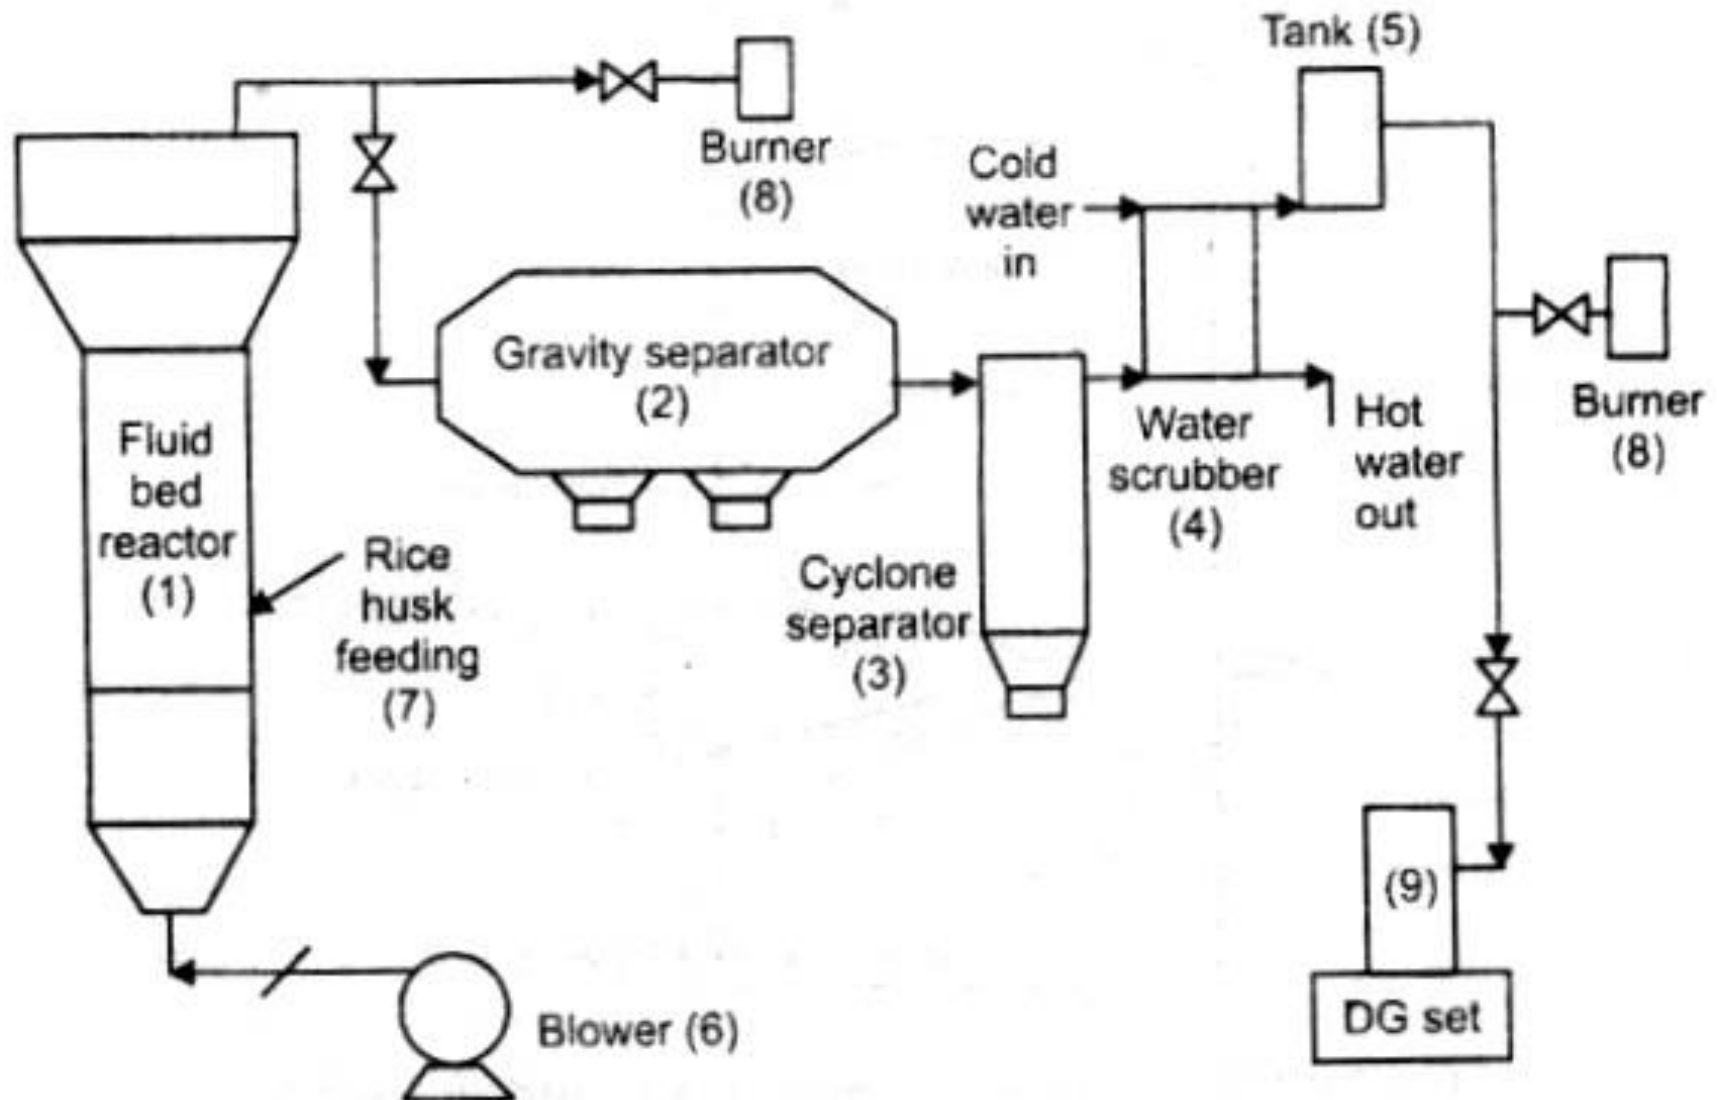 Tank (5)
Burner
(8)
Cold
water
in
Gravity separator
(2)
Fluid
bed
reactor
(1)
Rice
husk
feeding
(7)
Cyclone
separator
(3)
Water
scrubber
(4)
Hot
water
out
Burner
(8)
(9)
DG set
Blower (6)